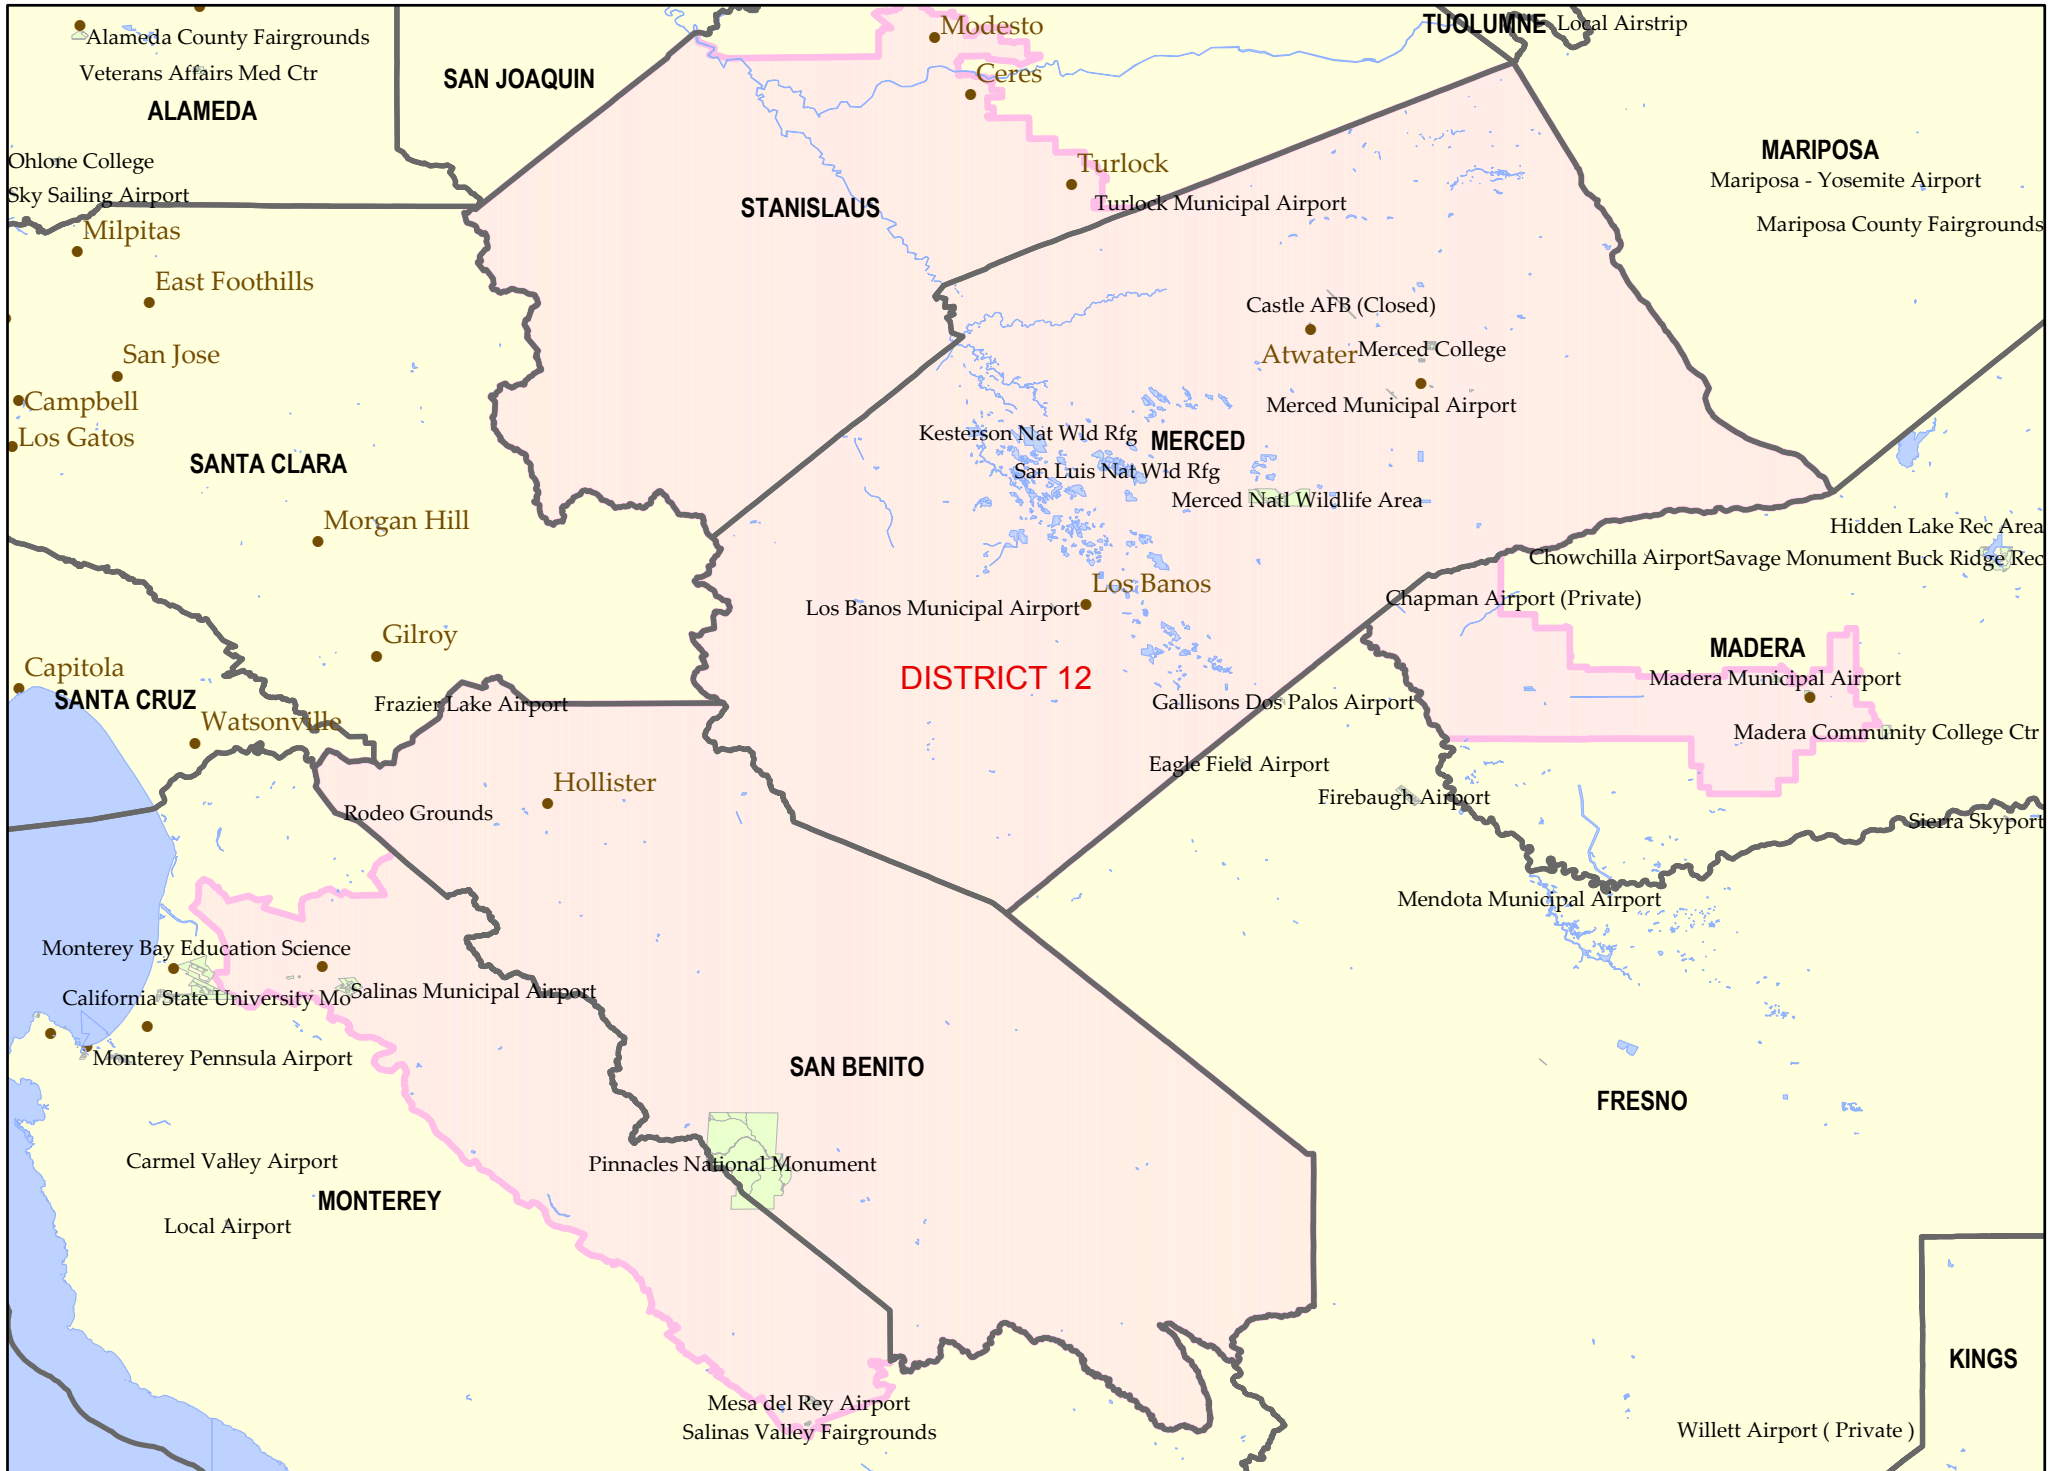 Modesto
TUOLUMNE
Local Airstrip
Alameda County Fairgrounds
Veterans Affairs Med Ctr
SAN JOAQUIN
Ceres
ALAMEDA
Ohlone College
Sky Sailing Airport
Turlock
Turlock Municipal Airport
STANISLAUS
MARIPOSA
Mariposa - Yosemite Airport
Mariposa County Fairgrounds
Milpitas
East Foothills
San Jose
Campbell
Los Gatos
SANTA CLARA
Castle AFB (Closed)
Atwater
Merced College
Merced Municipal Airport
Kesterson Nat Wld Rfg
MERCED
San Luis Nat Wld Rfg
Merced Natl Wildlife Area
Morgan Hill
Hidden Lake Rec Area
Chowchilla Airport
Savage Monument Buck Ridge Rec
Los Banos
Los Banos Municipal Airport
Chapman Airport (Private)
Gilroy
MADERA
Capitola
SANTA CRUZ
DISTRICT 12
Madera Municipal Airport
Frazier Lake Airport
Gallisons Dos Palos Airport
Watsonville
Madera Community College Ctr
Eagle Field Airport
Hollister
Firebaugh Airport
Rodeo Grounds
Sierra Skyport
Mendota Municipal Airport
Monterey Bay Education Science
California State University Mo
Salinas Municipal Airport
Monterey Pennsula Airport
SAN BENITO
FRESNO
Carmel Valley Airport
Pinnacles National Monument
MONTEREY
Local Airport
KINGS
Mesa del Rey Airport
Salinas Valley Fairgrounds
Willett Airport ( Private )